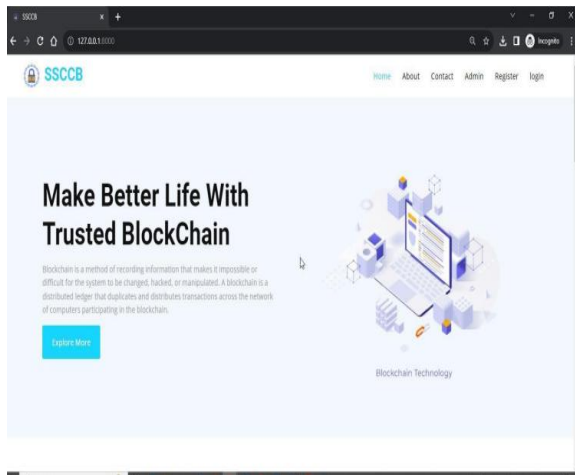 SSCCB
127.0.0.1:8000
Incognito
SSCCB
Home About Contact Admin Register login
Make Better Life With
Trusted BlockChain
Blockchain is a method of recording information that makes it impossible or
difficult for the system to be changed, hacked, or manipulated. A blockchain is a
distributed ledger that duplicates and distributes transactions across the network
of computers participating in the blockchain.
Explore More
Blockchain Technology